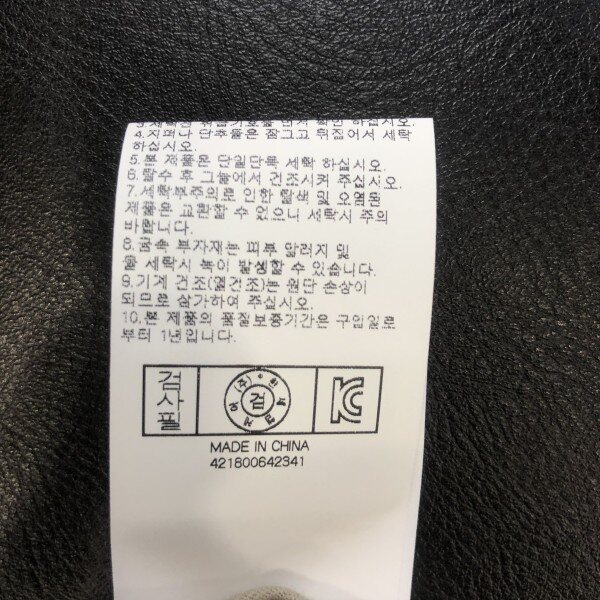 4.지퍼나 단추들은 잠그고 뒤집어서 세탁
하십시오.
5.본 제품은 단일단독 세탁 하십시오.
6.탈수 후 그늘에서 건조시켜 주십시오.
7.세탁부주의로 인한 탈색 및 오염은
제품은 교환할 수 없으니 세탁시 주의
바랍니다.
8.금속 부자재는 피부 알러지 및
물 세탁시 녹이 발생할 수 있습니다.
9.기계 건조(열건조)는 원단 손상이
되므로 삼가하여 주십시오.
10.본 제품의 품질보증기간은 구입일로
부터 1년입니다.
검사필
검
MADE IN CHINA
421800642341